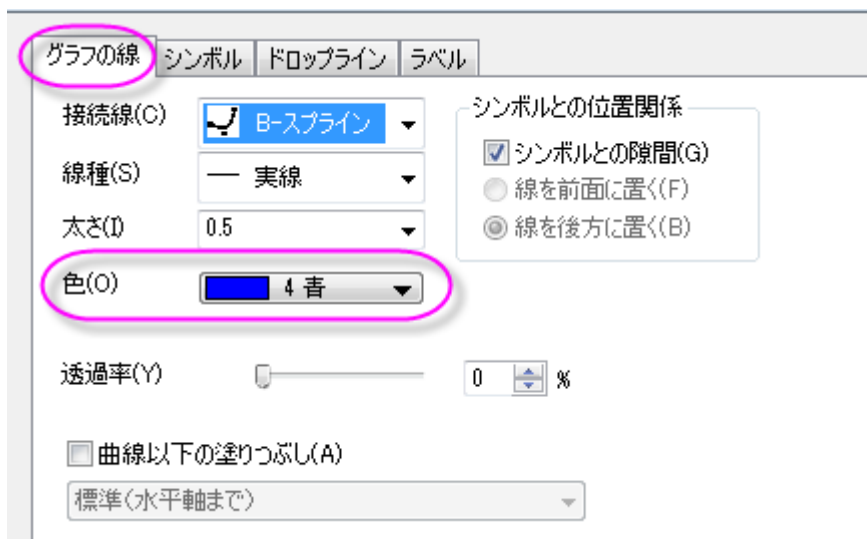 グラフの線 シンボル ドロップライン ラベル
接続線(C) B-スプライン
線種(S) 実線
太さ(I) 0.5
色(O) 4 青
透過率(Y) 0 %
曲線以下の塗りつぶし(A)
標準(水平軸まで)
シンボルとの位置関係
シンボルとの隙間(G)
線を前面に置く(F)
線を後方に置く(B)